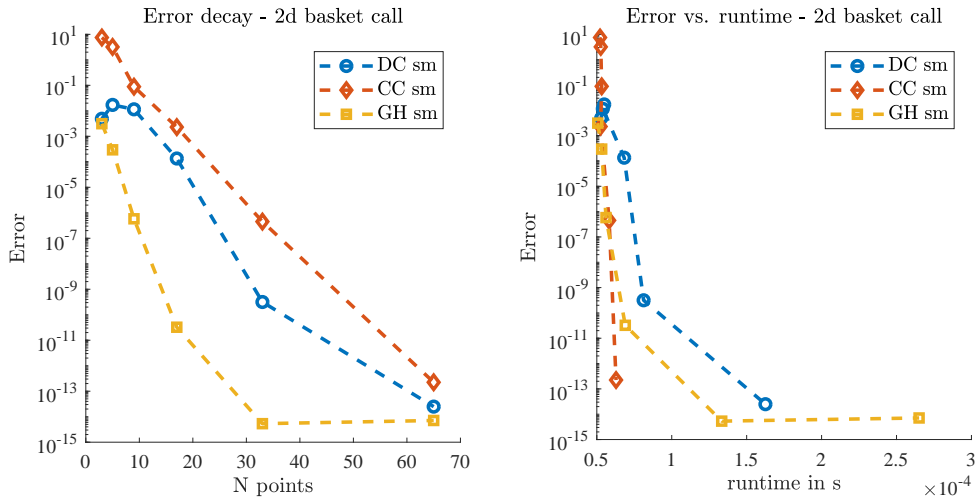 Error decay - 2d basket call
Error
10^1
10^-1
10^-3
10^-5
10^-7
10^-9
10^-11
10^-13
10^-15
DC sm
CC sm
GH sm
0 10 20 30 40 50 60 70
N points
Error vs. runtime - 2d basket call
Error
10^1
10^-1
10^-3
10^-5
10^-7
10^-9
10^-11
10^-13
10^-15
DC sm
CC sm
GH sm
0.5 1 1.5 2 2.5 3
runtime in s
×10^-4